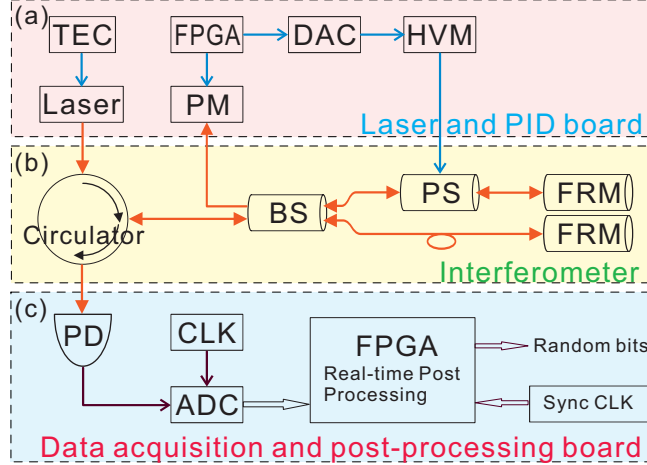 (a)
TEC
FPGA
DAC
HVM
Laser
PM
Laser and PID board
(b)
Circulator
BS
PS
FRM
FRM
Interferometer
(c)
PD
CLK
ADC
FPGA
Real-time Post
Processing
Random bits
Sync CLK
Data acquisition and post-processing board